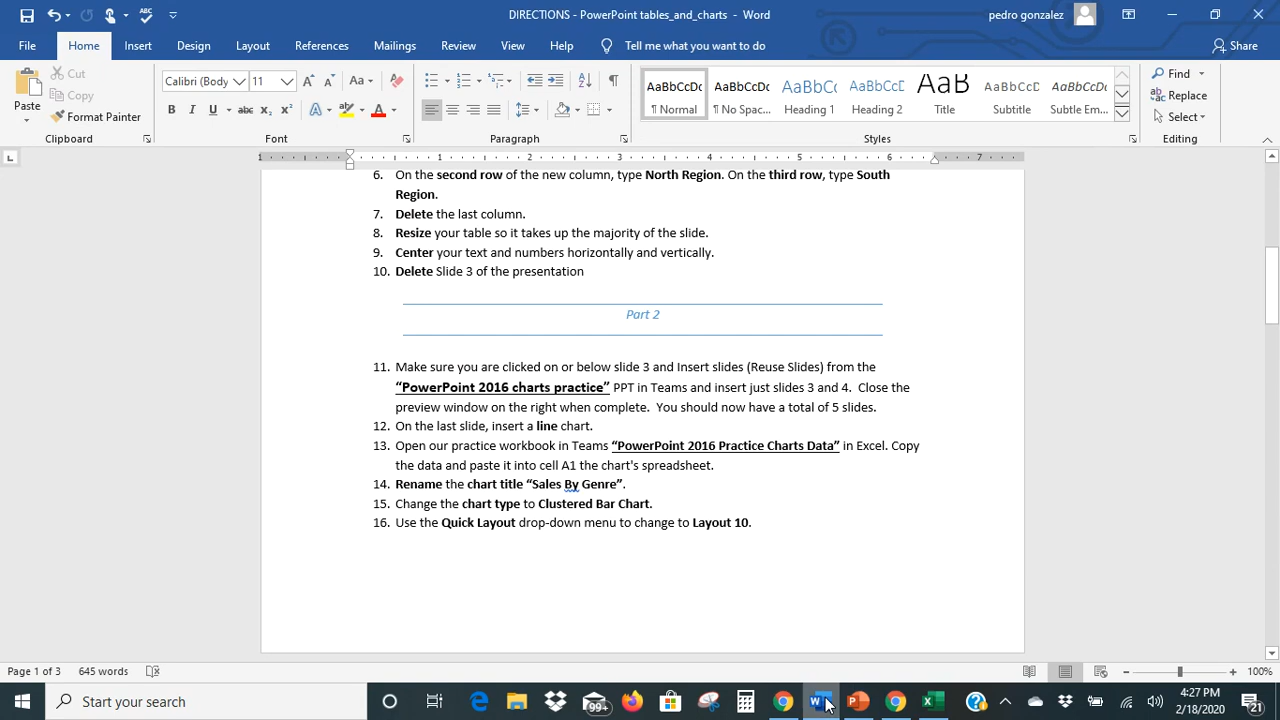 DIRECTIONS - PowerPoint tables_and_charts - Word
pedro gonzalez
File Home Insert Design Layout References Mailings Review View Help Tell me what you want to do Share
Paste
Cut
Copy
Format Painter
Clipboard
Calibri (Body 11
Font
Paragraph
AaBbCcDc AaBbCcDc AaBbCc AaBbCcC AaB AaBbCcD AaBbCcDc
¶ Normal ¶ No Spac... Heading 1 Heading 2 Title Subtitle Subtle Em...
Styles
Find
Replace
Select
Editing
1 1 2 3 4 5 6 7
6. On the second row of the new column, type North Region. On the third row, type South
Region.
7. Delete the last column.
8. Resize your table so it takes up the majority of the slide.
9. Center your text and numbers horizontally and vertically.
10. Delete Slide 3 of the presentation
Part 2
11. Make sure you are clicked on or below slide 3 and Insert slides (Reuse Slides) from the
“PowerPoint 2016 charts practice” PPT in Teams and insert just slides 3 and 4. Close the
preview window on the right when complete. You should now have a total of 5 slides.
12. On the last slide, insert a line chart.
13. Open our practice workbook in Teams “PowerPoint 2016 Practice Charts Data” in Excel. Copy
the data and paste it into cell A1 the chart's spreadsheet.
14. Rename the chart title “Sales By Genre”.
15. Change the chart type to Clustered Bar Chart.
16. Use the Quick Layout drop-down menu to change to Layout 10.
Page 1 of 3 645 words 100%
Start your search
99+
4:27 PM
2/18/2020
21